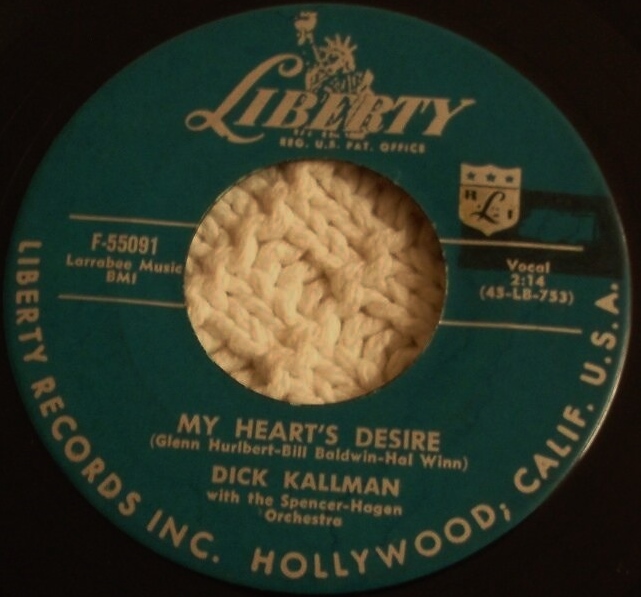 LIBERTY
REG. U.S. PAT. OFFICE
F-55091
Larrabee Music
BMI
Vocal
2:14
(45-LB-753)
MY HEART'S DESIRE
(Glenn Hurlbert-Bill Baldwin-Hal Winn)
DICK KALLMAN
with the Spencer-Hagen
Orchestra
LIBERTY RECORDS INC. HOLLYWOOD; CALIF. U.S.A.